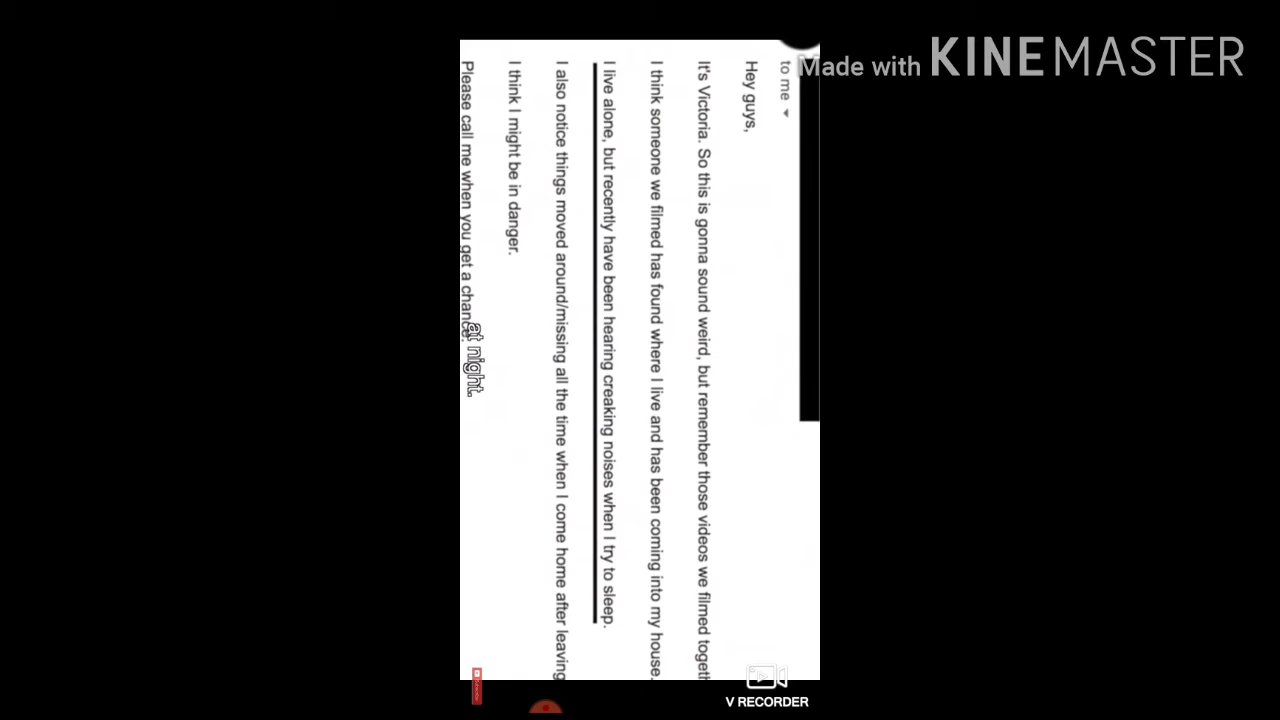 Made with KINEMASTER
to me
Hey guys,
It's Victoria. So this is gonna sound weird, but remember those videos we filmed
I think someone we filmed has found where I live and has been coming into my house.
I live alone, but recently have been hearing creaking noises when I try to sleep.
I also notice things moved around/missing all the time when I come home after leaving
I think I might be in danger.
Please call me when you get a chance.
at night.
V RECORDER